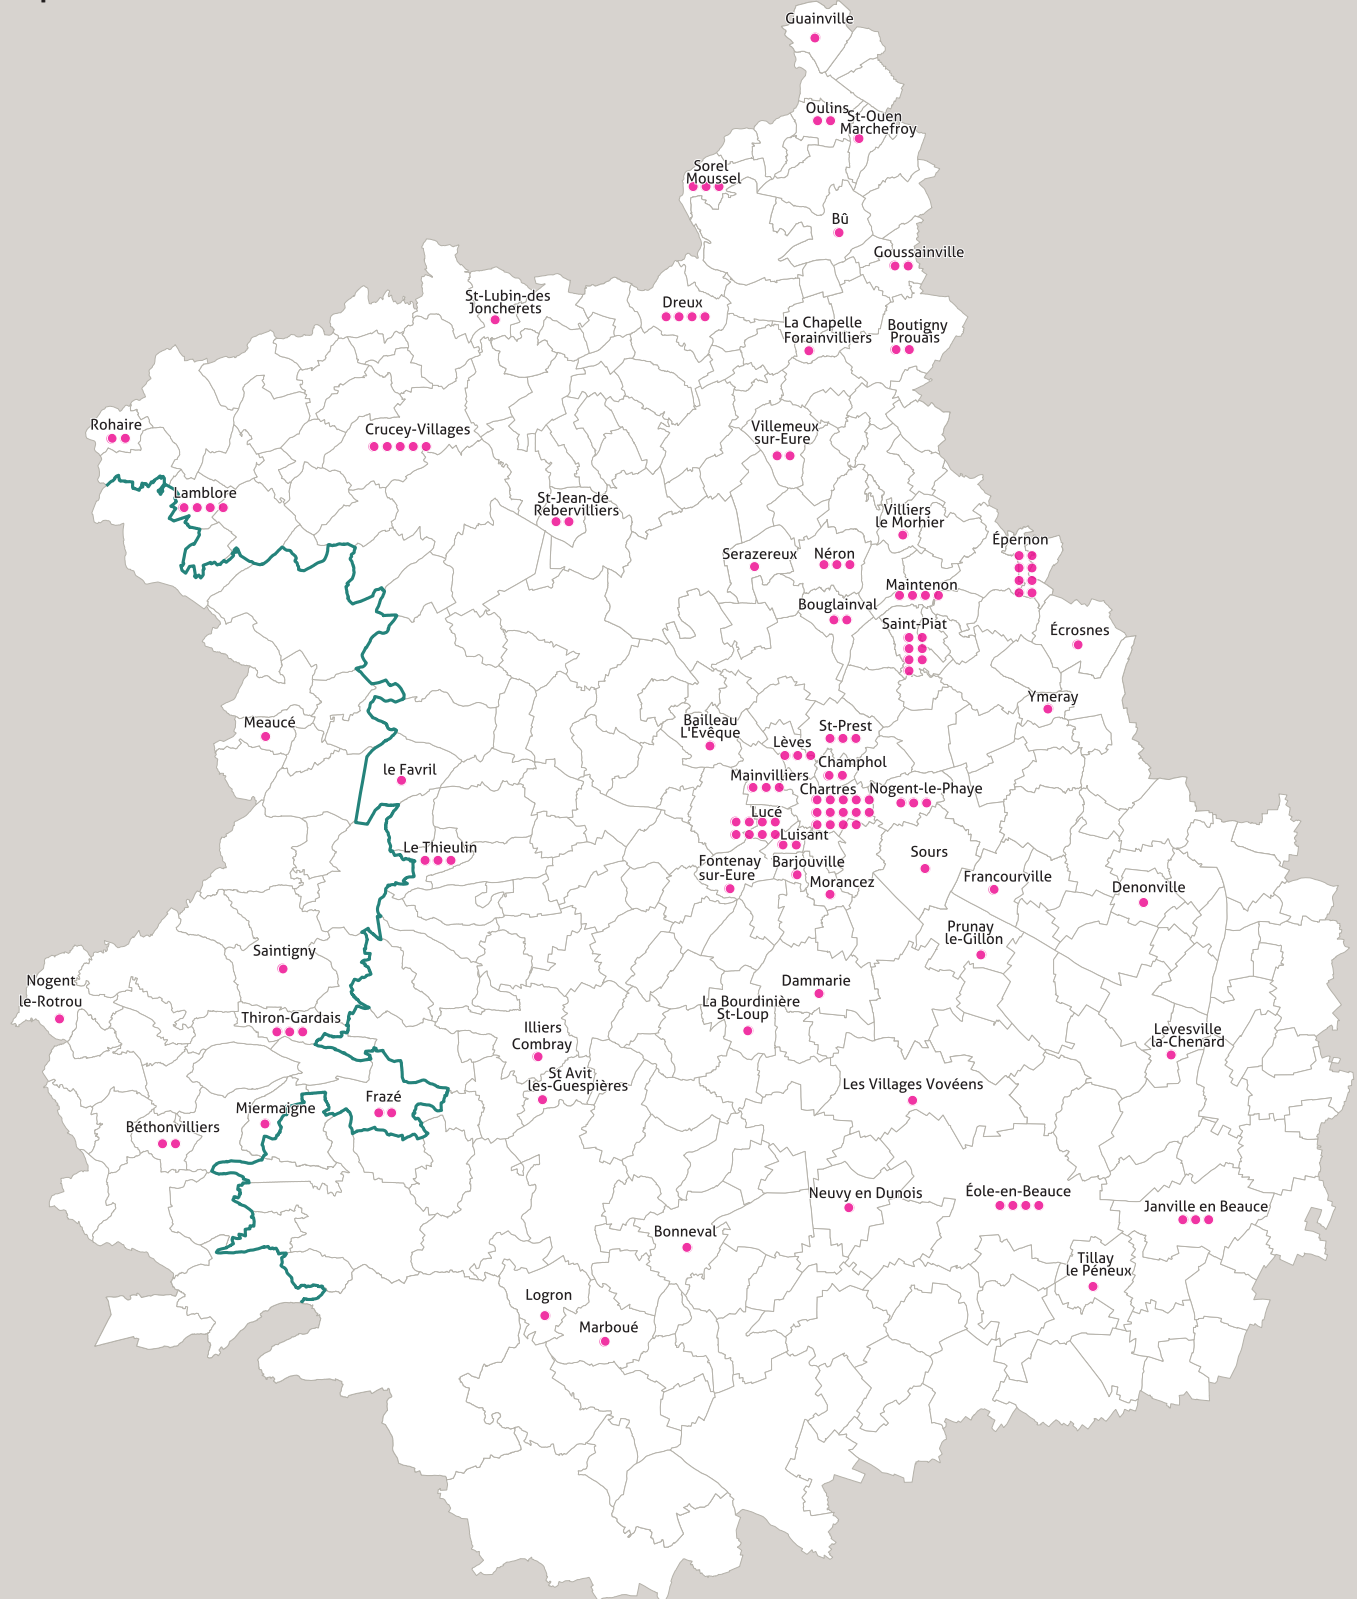 Guainville
Oulins
St-Ouen
Marchefroy
Sorel
Moussel
Bû
Goussainville
St-Lubin-des
Joncherets
Dreux
La Chapelle
Forainvilliers
Boutigny
Prouais
Rohaire
Crucey-Villages
Villemeux
sur-Eure
Lamblore
St-Jean-de
Rebervilliers
Villiers
le Morhier
Épernon
Serazereux
Néron
Maintenon
Bouglainval
Saint-Piat
Écrosnes
Ymeray
Meaucé
Bailleau
L'Evêque
St-Prest
Lèves
le Favril
Champhol
Mainvilliers
Chartres
Nogent-le-Phaye
Lucé
Luisant
Le Thieulin
Fontenay
sur-Eure
Barjouville
Morancez
Sours
Francourville
Denonville
Prunay
le-Gillon
Saintigny
Nogent
le-Rotrou
Dammarie
La Bourdinière
St-Loup
Thiron-Gardais
Illiers
Combray
Levesville
la-Chenard
St Avit
les-Guespières
Les Villages Vovéens
Frazé
Miermaigne
Béthonvilliers
Neuvy en Dunois
Éole-en-Beauce
Janville en Beauce
Bonneval
Tillay
le Péneux
Logron
Marboué